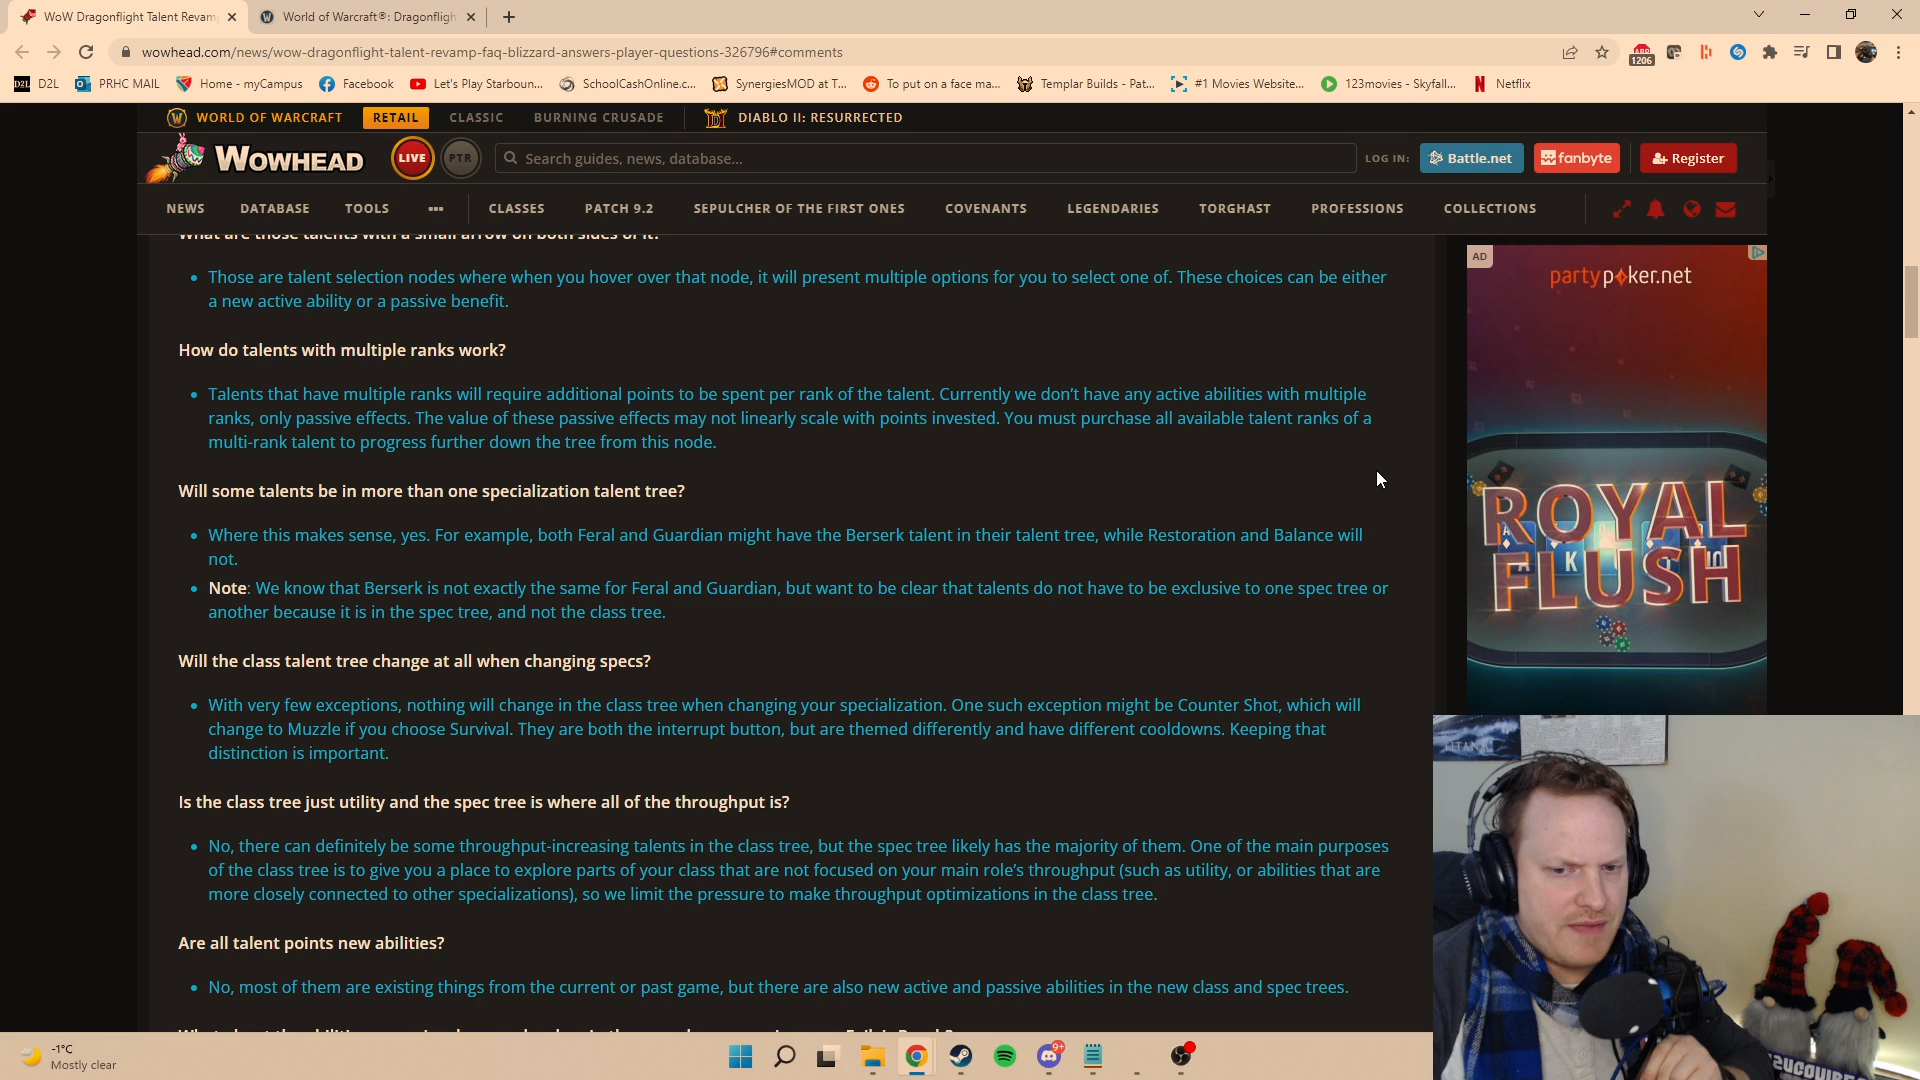 WoW Dragonflight Talent Revam
World of Warcraft®: Dragonfligh
wowhead.com/news/wow-dragonflight-talent-revamp-faq-blizzard-answers-player-questions-326796#comments
1206
D2L
PRHC MAIL
Home - myCampus
Facebook
Let's Play Starboun...
SchoolCashOnline.c...
SynergiesMOD at T...
To put on a face ma...
Templar Builds - Pat...
#1 Movies Website...
123movies - Skyfall...
Netflix
WORLD OF WARCRAFT
RETAIL
CLASSIC
BURNING CRUSADE
DIABLO II: RESURRECTED
WOWHEAD
LIVE
PTR
Search guides, news, database...
LOG IN:
Battle.net
fanbyte
Register
NEWS
DATABASE
TOOLS
•••
CLASSES
PATCH 9.2
SEPULCHER OF THE FIRST ONES
COVENANTS
LEGENDARIES
TORGHAST
PROFESSIONS
COLLECTIONS
What are those talents with a small arrow on both sides of it?
• Those are talent selection nodes where when you hover over that node, it will present multiple options for you to select one of. These choices can be either
a new active ability or a passive benefit.
How do talents with multiple ranks work?
• Talents that have multiple ranks will require additional points to be spent per rank of the talent. Currently we don't have any active abilities with multiple
ranks, only passive effects. The value of these passive effects may not linearly scale with points invested. You must purchase all available talent ranks of a
multi-rank talent to progress further down the tree from this node.
Will some talents be in more than one specialization talent tree?
• Where this makes sense, yes. For example, both Feral and Guardian might have the Berserk talent in their talent tree, while Restoration and Balance will
not.
• Note: We know that Berserk is not exactly the same for Feral and Guardian, but want to be clear that talents do not have to be exclusive to one spec tree or
another because it is in the spec tree, and not the class tree.
Will the class talent tree change at all when changing specs?
• With very few exceptions, nothing will change in the class tree when changing your specialization. One such exception might be Counter Shot, which will
change to Muzzle if you choose Survival. They are both the interrupt button, but are themed differently and have different cooldowns. Keeping that
distinction is important.
Is the class tree just utility and the spec tree is where all of the throughput is?
• No, there can definitely be some throughput-increasing talents in the class tree, but the spec tree likely has the majority of them. One of the main purposes
of the class tree is to give you a place to explore parts of your class that are not focused on your main role's throughput (such as utility, or abilities that are
more closely connected to other specializations), so we limit the pressure to make throughput optimizations in the class tree.
Are all talent points new abilities?
• No, most of them are existing things from the current or past game, but there are also new active and passive abilities in the new class and spec trees.
AD
partypoker.net
ROYAL
FLUSH
A
K
10
TITANIC
-1°C
Mostly clear
9+